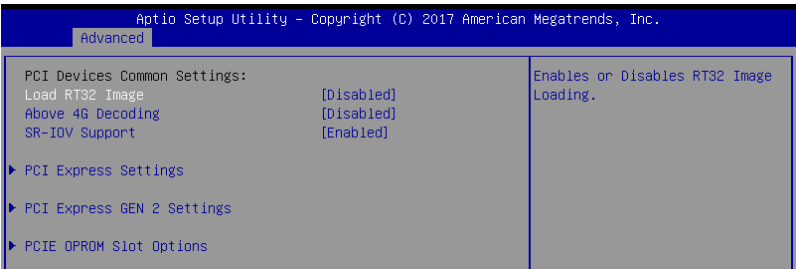 Aptio Setup Utility – Copyright (C) 2017 American Megatrends, Inc.
Advanced
PCI Devices Common Settings:
Load RT32 Image [Disabled]
Above 4G Decoding [Disabled]
SR-IOV Support [Enabled]
PCI Express Settings
PCI Express GEN 2 Settings
PCIE OPROM Slot Options
Enables or Disables RT32 Image
Loading.